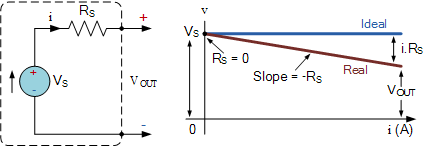 i
RS
+
+
-
VS
VOUT
-
v
Ideal
VS
i.RS
RS = 0
Real
Slope = -RS
VOUT
0
i (A)